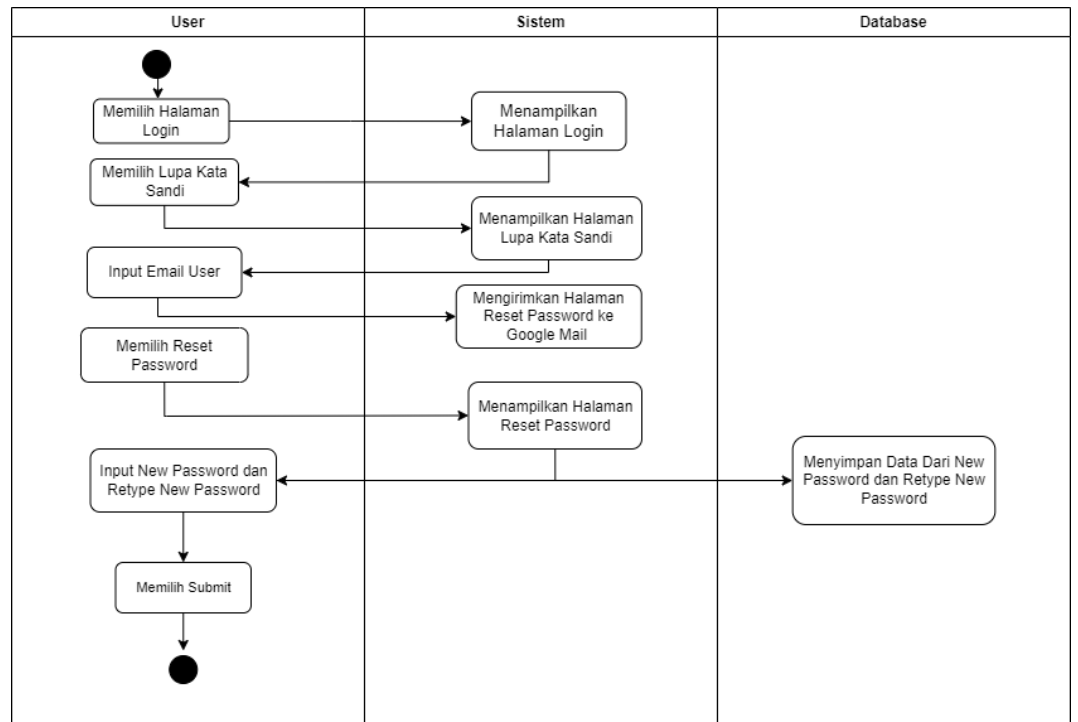 User
Sistem
Database
Memilih Halaman
Login
Menampilkan
Halaman Login
Memilih Lupa Kata
Sandi
Menampilkan Halaman
Lupa Kata Sandi
Input Email User
Mengirimkan Halaman
Reset Password ke
Google Mail
Memilih Reset
Password
Menampilkan Halaman
Reset Password
Input New Password dan
Retype New Password
Menyimpan Data Dari New
Password dan Retype New
Password
Memilih Submit